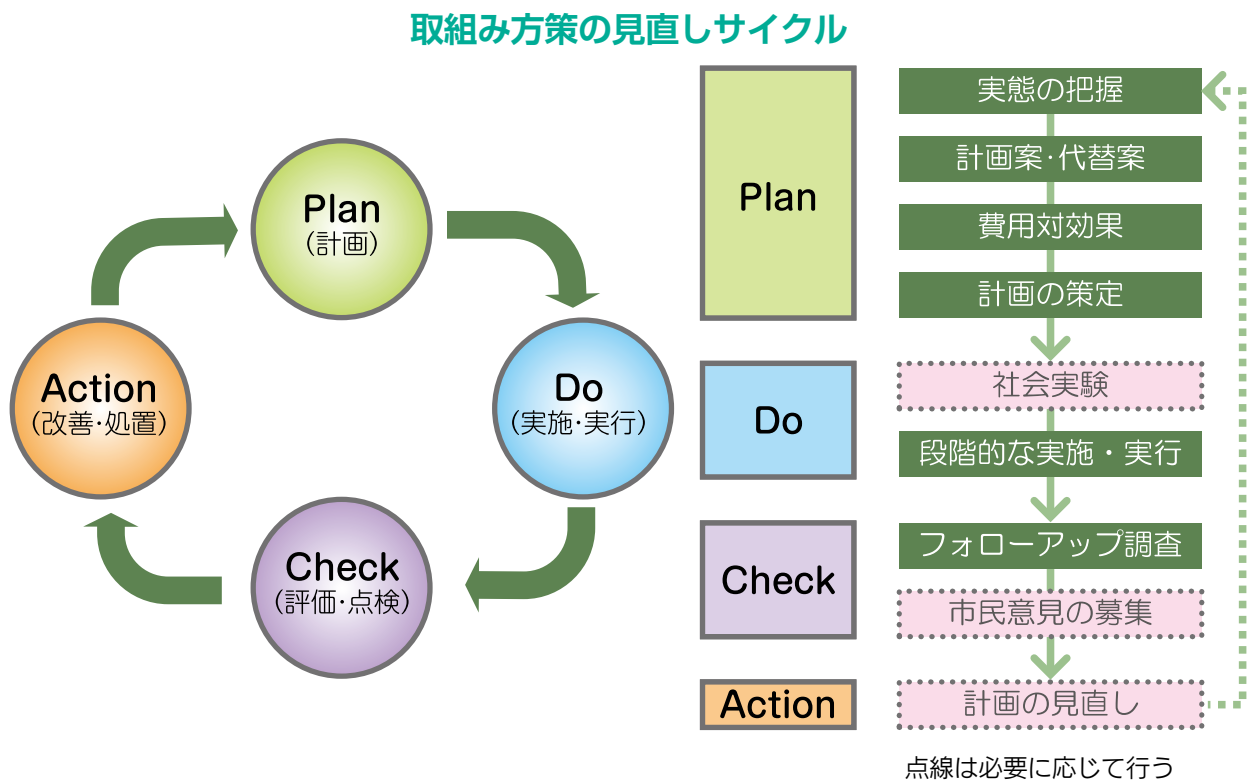 取組み方策の見直しサイクル
Plan
(計画)
Do
(実施・実行)
Check
(評価・点検)
Action
(改善・処置)
Plan
実態の把握
計画案・代替案
費用対効果
計画の策定
Do
社会実験
段階的な実施・実行
Check
フォローアップ調査
市民意見の募集
Action
計画の見直し
点線は必要に応じて行う